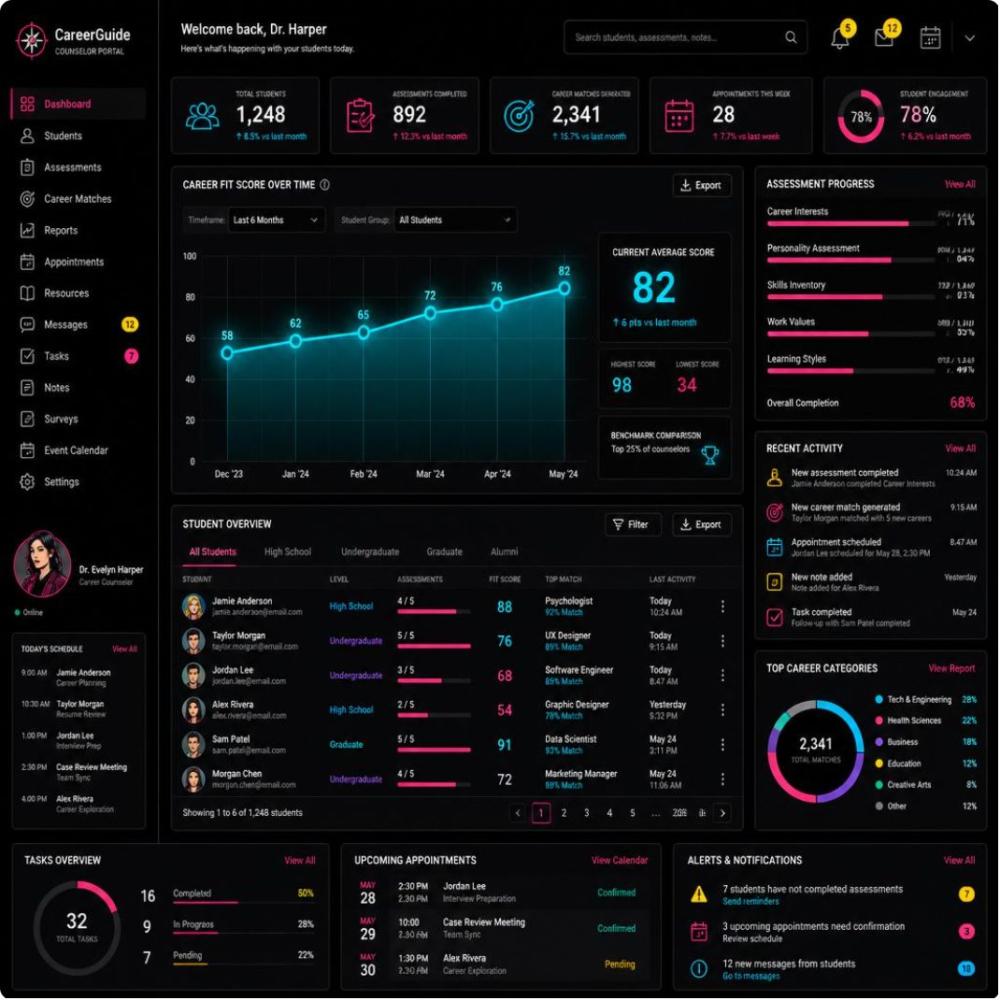 CareerGuide
COUNSELOR PORTAL
Dashboard
Students
Assessments
Career Matches
Reports
Appointments
Resources
Messages 12
Tasks 7
Notes
Surveys
Event Calendar
Settings
Dr. Evelyn Harper
Career Counselor
Online
TODAY'S SCHEDULE View All
9:00 AM Jamie Anderson
Career Planning
10:30 AM Taylor Morgan
Resume Review
1:00 PM Jordan Lee
Interview Prep
2:30 PM Case Review Meeting
Team Sync
4:00 PM Alex Rivera
Career Exploration
Welcome back, Dr. Harper
Here's what's happening with your students today.
Search students, assessments, notes...
5
12
TOTAL STUDENTS
1,248
↑ 8.5% vs last month
ASSESSMENTS COMPLETED
892
↑ 12.3% vs last month
CAREER MATCHES GENERATED
2,341
↑ 15.7% vs last month
APPOINTMENTS THIS WEEK
28
↑ 7.7% vs last week
78%
STUDENT ENGAGEMENT
78%
↑ 6.2% vs last month
CAREER FIT SCORE OVER TIME
Export
Timeframe: Last 6 Months
Student Group: All Students
100
80
60
40
20
0
58
62
65
72
76
82
Dec '23
Jan '24
Feb '24
Mar '24
Apr '24
May '24
CURRENT AVERAGE SCORE
82
↑ 6 pts vs last month
HIGHEST SCORE LOWEST SCORE
98 34
BENCHMARK COMPARISON
Top 25% of counselors
ASSESSMENT PROGRESS View All
Career Interests
71%
Personality Assessment
Skills Inventory
Work Values
Learning Styles
Overall Completion 68%
RECENT ACTIVITY View All
New assessment completed 10:24 AM
Jamie Anderson completed Career Interests
New career match generated 9:15 AM
Taylor Morgan matched with 5 new careers
Appointment scheduled 8:47 AM
Jordan Lee scheduled for May 28, 2:30 PM
New note added Yesterday
Note added for Alex Rivera
Task completed May 24
Follow-up with Sam Patel completed
STUDENT OVERVIEW
Filter
Export
All Students High School Undergraduate Graduate Alumni
STUDENT LEVEL ASSESSMENTS FIT SCORE TOP MATCH LAST ACTIVITY
Jamie Anderson High School 4 / 5 88 Psychologist Today
jamie.anderson@email.com 92% Match 10:24 AM
Taylor Morgan Undergraduate 5 / 5 76 UX Designer Today
taylor.morgan@email.com 89% Match 9:15 AM
Jordan Lee Undergraduate 3 / 5 68 Software Engineer Today
jordan.lee@email.com 85% Match 8:47 AM
Alex Rivera High School 2 / 5 54 Graphic Designer Yesterday
alex.rivera@email.com 78% Match 5:32 PM
Sam Patel Graduate 5 / 5 91 Data Scientist May 24
sam.patel@email.com 93% Match 3:11 PM
Morgan Chen Undergraduate 4 / 5 72 Marketing Manager May 24
morgan.chen@email.com 88% Match 11:06 AM
Showing 1 to 6 of 1,248 students
< 1 2 3 4 5 ... >
TOP CAREER CATEGORIES View Report
2,341
TOTAL MATCHES
Tech & Engineering 28%
Health Sciences 22%
Business 18%
Education 12%
Creative Arts 8%
Other 12%
TASKS OVERVIEW View All
32
TOTAL TASKS
16 Completed 50%
9 In Progress 28%
7 Pending 22%
UPCOMING APPOINTMENTS View Calendar
MAY 28 2:30 PM Jordan Lee Confirmed
2:30 PM Interview Preparation
MAY 29 10:00 Case Review Meeting Confirmed
Team Sync
MAY 30 1:30 PM Alex Rivera Pending
Career Exploration
ALERTS & NOTIFICATIONS View All
7 students have not completed assessments 7
Send reminders
3 upcoming appointments need confirmation 3
Review schedule
12 new messages from students
Go to messages